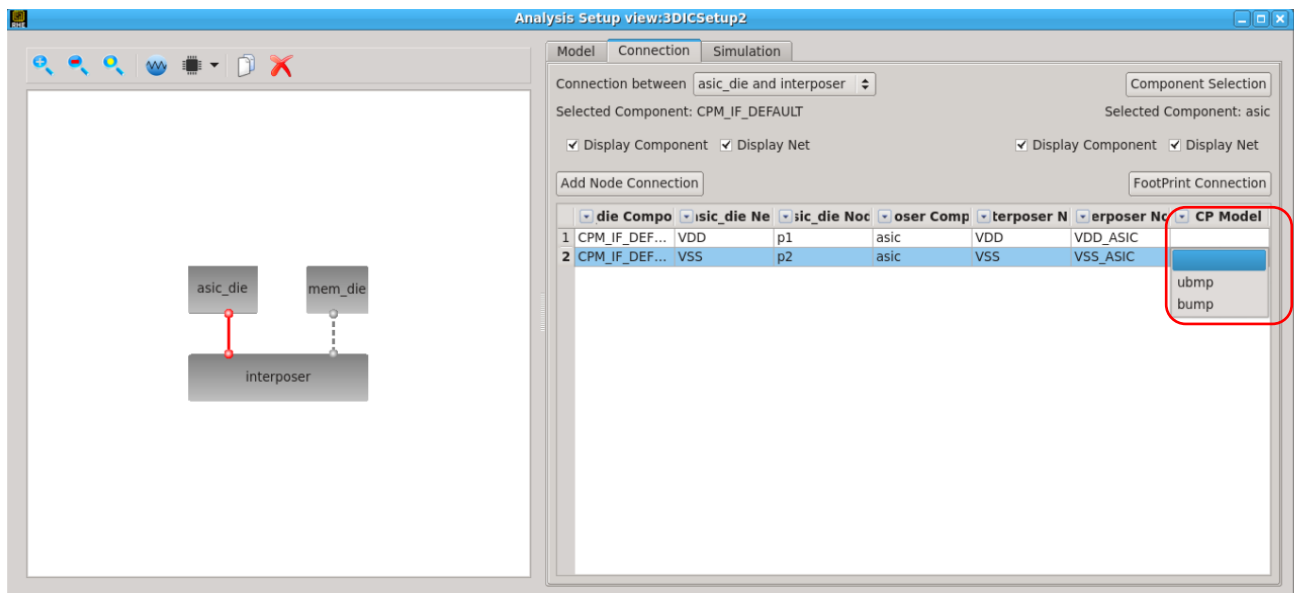 Analysis Setup view:3DICSetup2
Model Connection Simulation
Connection between asic_die and interposer Component Selection
Selected Component: CPM_IF_DEFAULT Selected Component: asic
Display Component Display Net Display Component Display Net
Add Node Connection FootPrint Connection
die Compo sic_die Ne sic_die Noc oser Comp terposer N erposer Nc CP Model
1 CPM_IF_DEF... VDD p1 asic VDD VDD_ASIC
2 CPM_IF_DEF... VSS p2 asic VSS VSS_ASIC
ubmp
bump
asic_die mem_die
interposer